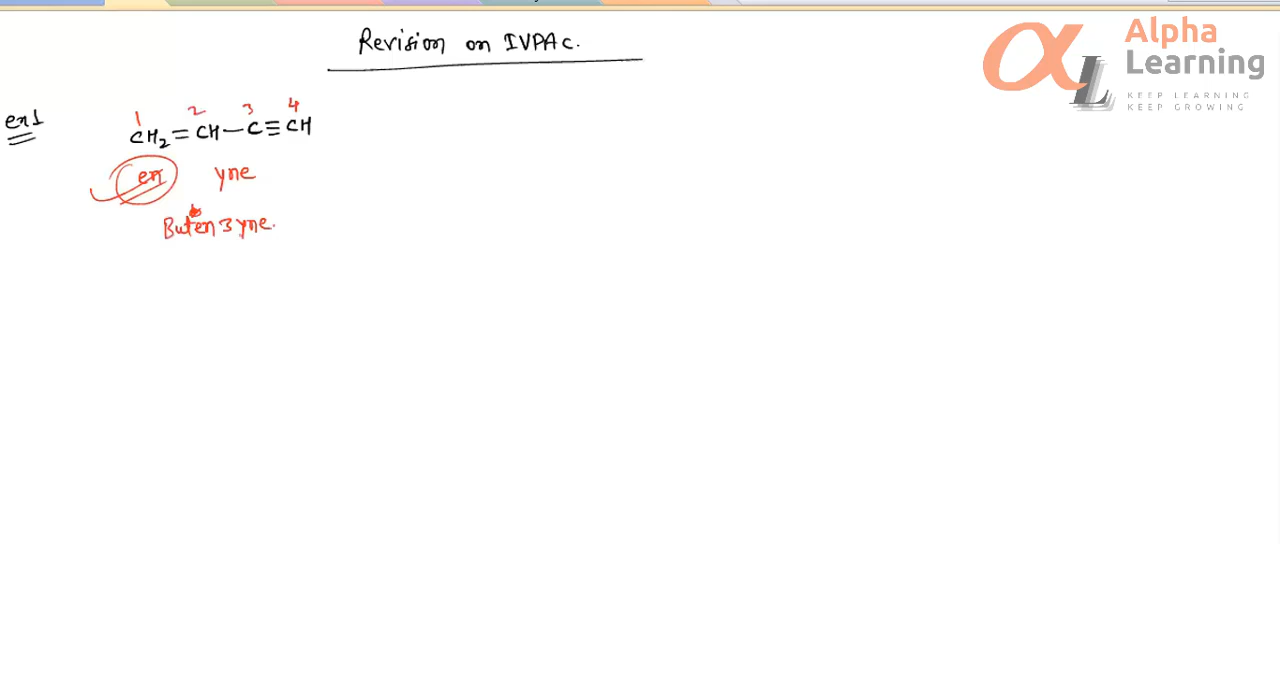 Revision on IUPAC.
Alpha
Learning
KEEP LEARNING
KEEP GROWING
ex1
1 2 3 4
CH2=CH-C≡CH
en yne
Buten 3 yne.